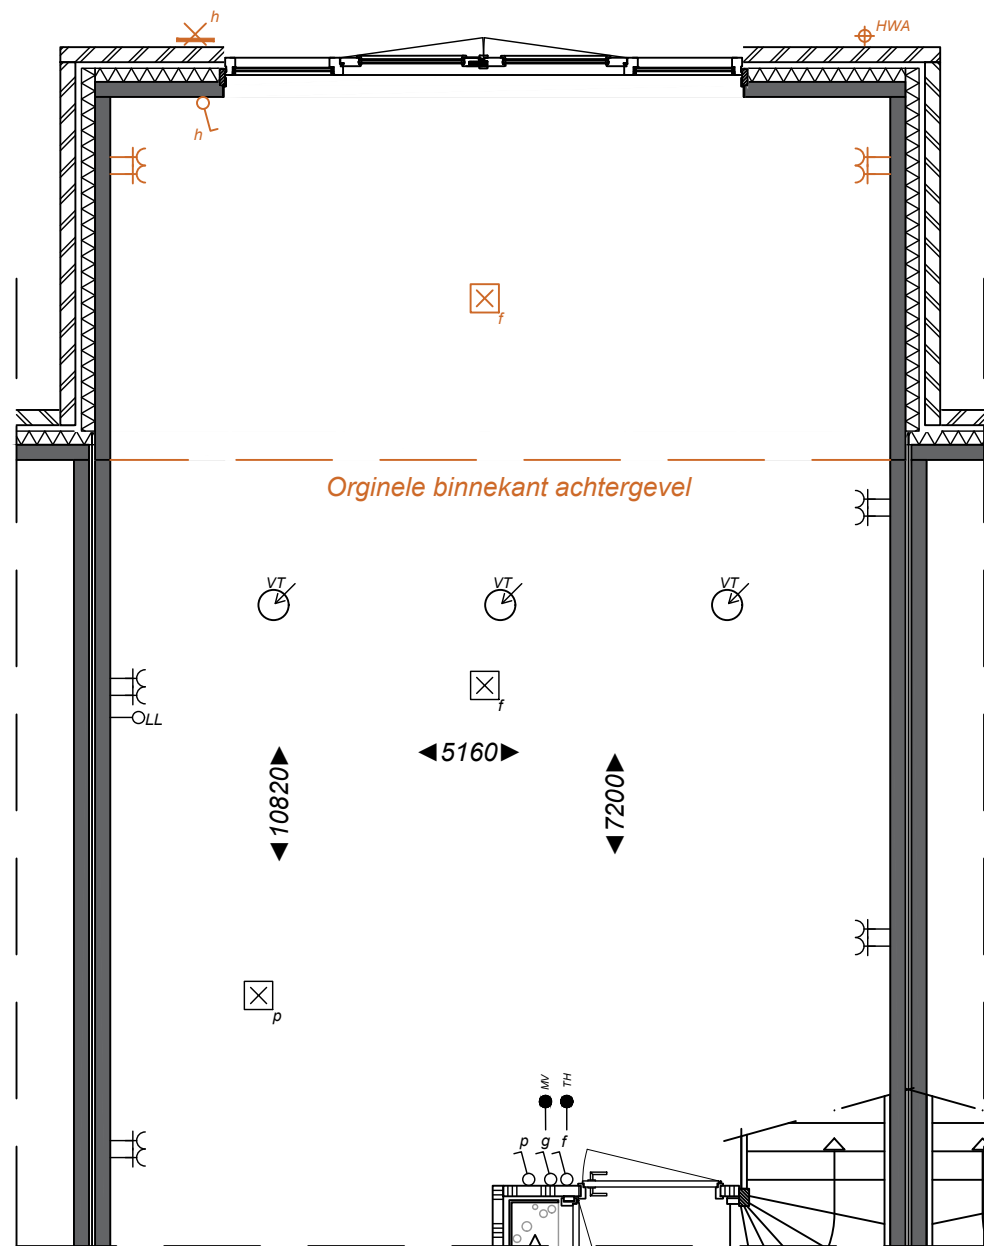 h
HWA
h
f
Orginele binnekant achtergevel
VT VT VT
f
LL
5160
10820
7200
p
MV TH
p g f